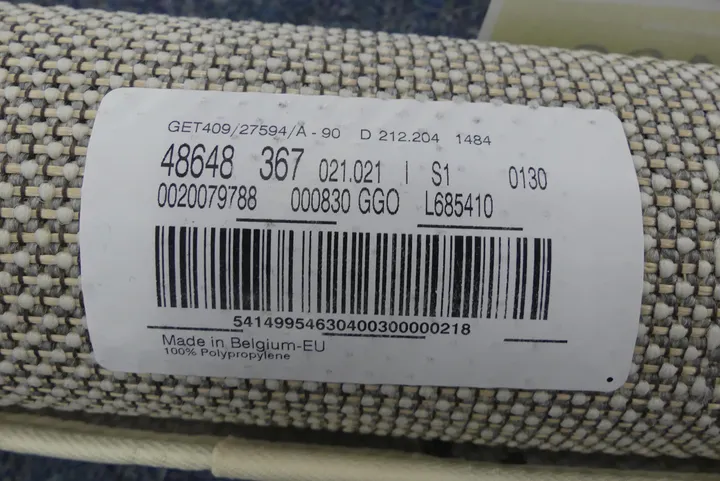 GET409/27594/A - 90 D 212.204 1484
48648 367 021.021 I S1 0130
0020079788 000830 GGO L685410
54149954630400300000218
Made in Belgium-EU
100% Polypropylene